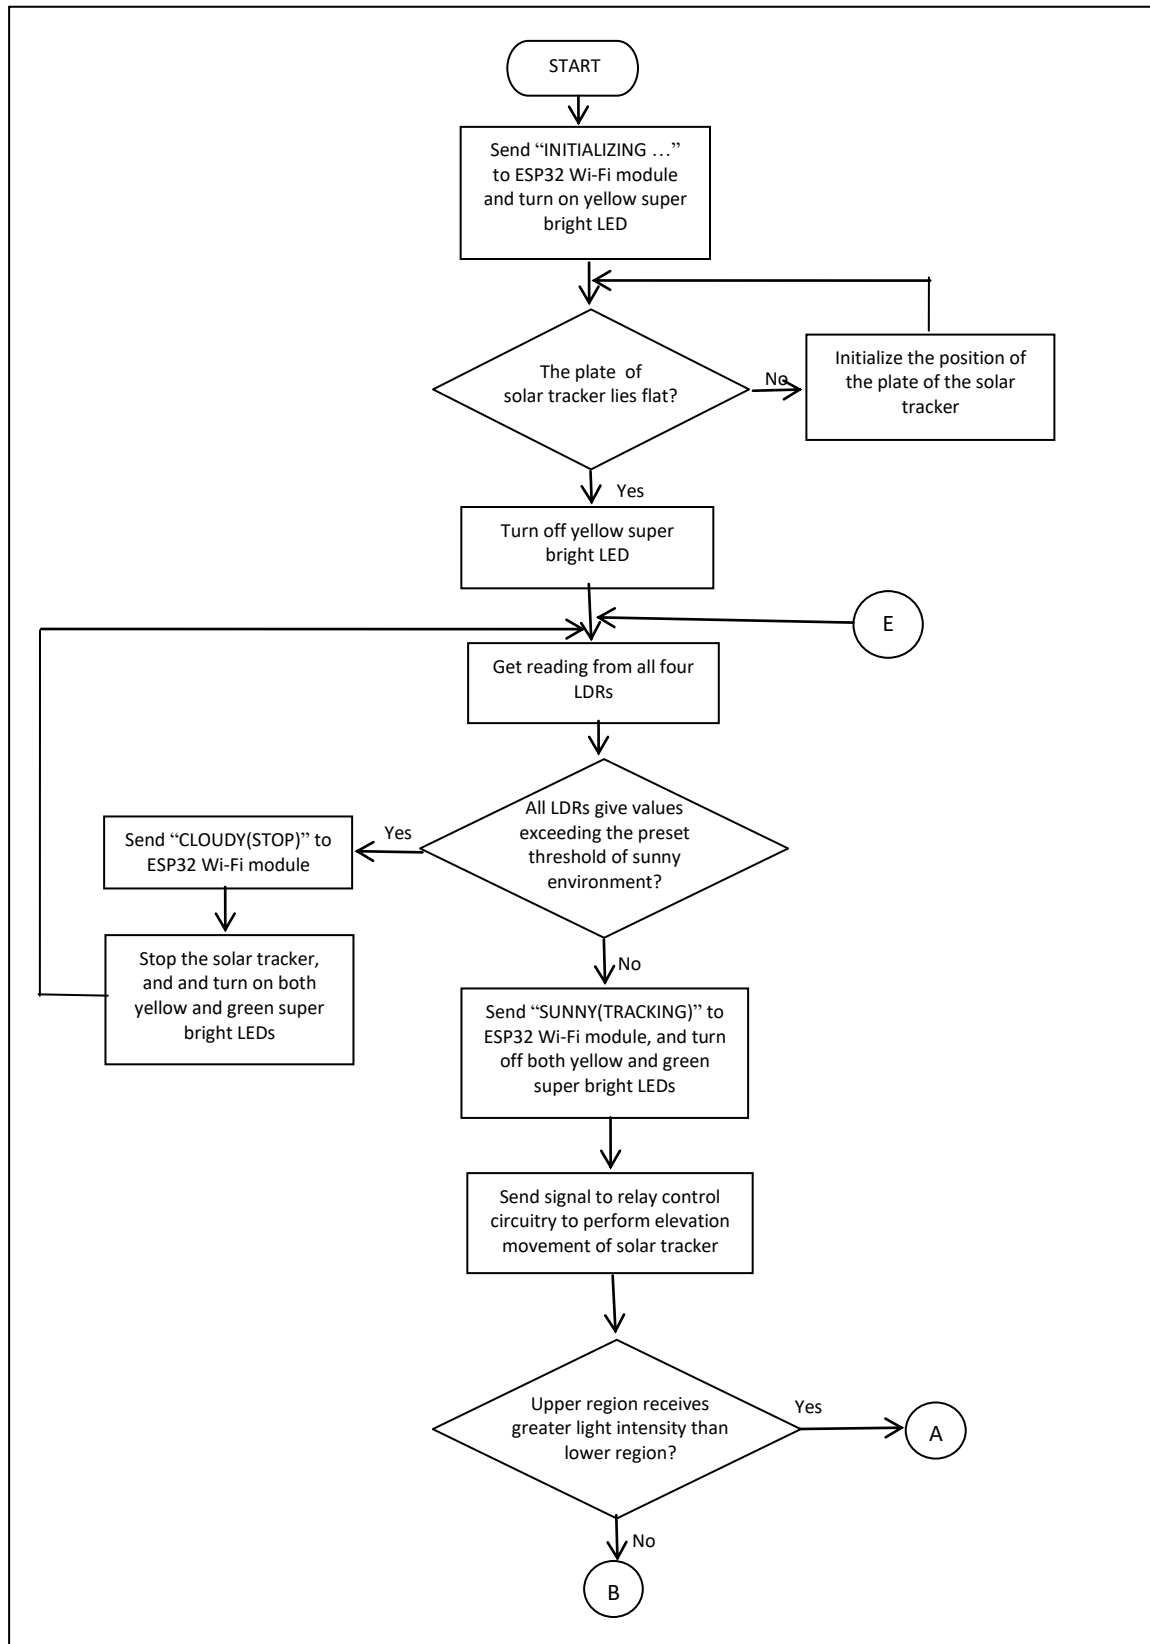 START
Send “INITIALIZING …”
to ESP32 Wi-Fi module
and turn on yellow super
bright LED
The plate of
solar tracker lies flat?
No
Initialize the position of
the plate of the solar
tracker
Yes
Turn off yellow super
bright LED
E
Get reading from all four
LDRs
All LDRs give values
exceeding the preset
threshold of sunny
environment?
Yes
Send “CLOUDY(STOP)” to
ESP32 Wi-Fi module
Stop the solar tracker,
and and turn on both
yellow and green super
bright LEDs
No
Send “SUNNY(TRACKING)” to
ESP32 Wi-Fi module, and turn
off both yellow and green
super bright LEDs
Send signal to relay control
circuitry to perform elevation
movement of solar tracker
Upper region receives
greater light intensity than
lower region?
Yes
A
No
B